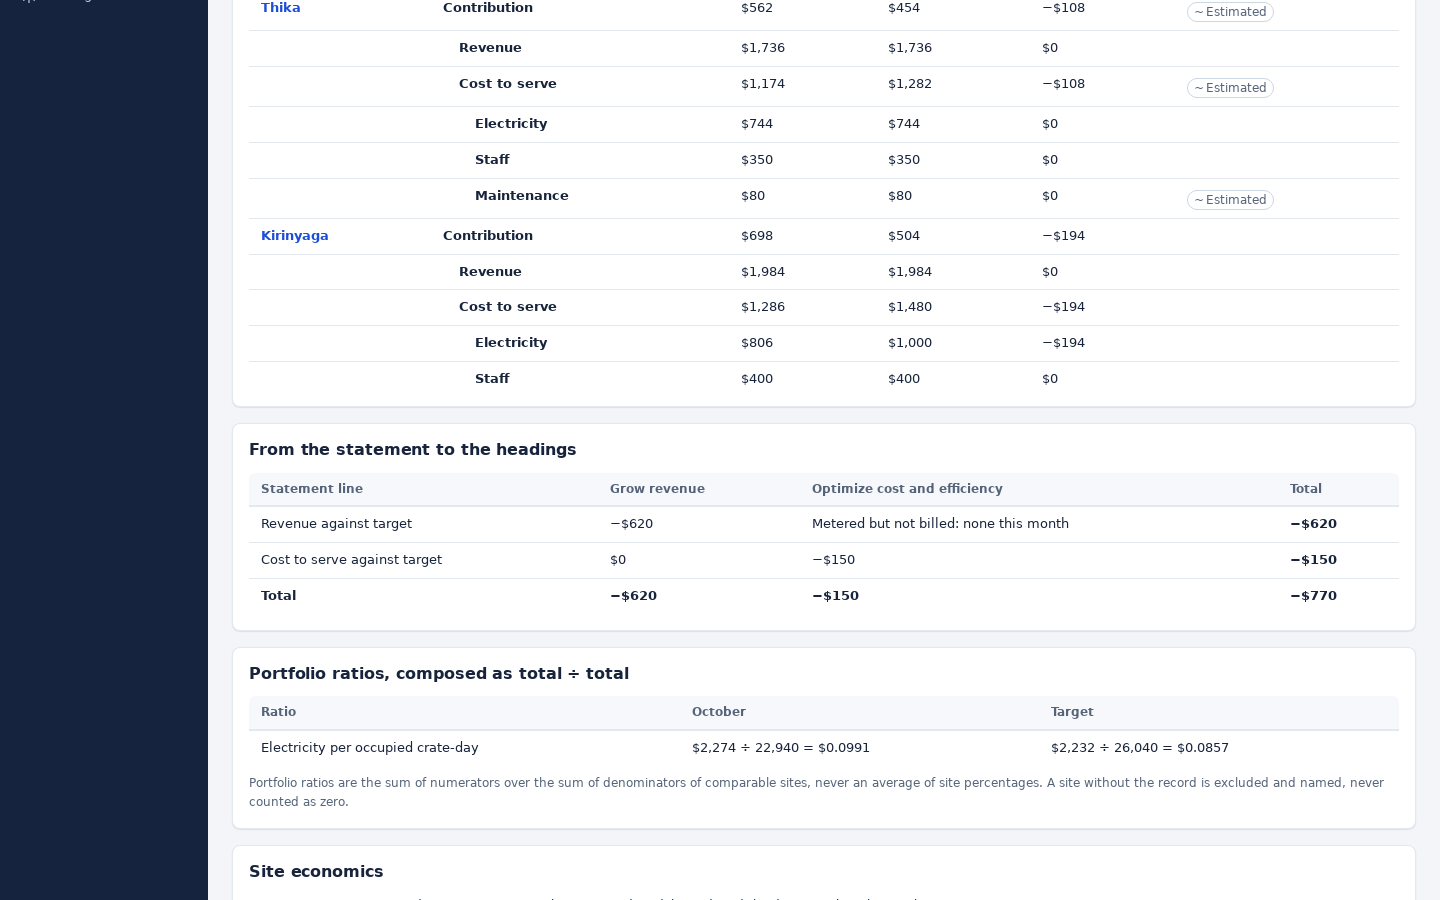 Thika Contribution $562 $454 −$108 ~ Estimated
Revenue $1,736 $1,736 $0
Cost to serve $1,174 $1,282 −$108 ~ Estimated
Electricity $744 $744 $0
Staff $350 $350 $0
Maintenance $80 $80 $0 ~ Estimated
Kirinyaga Contribution $698 $504 −$194
Revenue $1,984 $1,984 $0
Cost to serve $1,286 $1,480 −$194
Electricity $806 $1,000 −$194
Staff $400 $400 $0
From the statement to the headings
Statement line Grow revenue Optimize cost and efficiency Total
Revenue against target −$620 Metered but not billed: none this month −$620
Cost to serve against target $0 −$150 −$150
Total −$620 −$150 −$770
Portfolio ratios, composed as total ÷ total
Ratio October Target
Electricity per occupied crate-day $2,274 ÷ 22,940 = $0.0991 $2,232 ÷ 26,040 = $0.0857
Portfolio ratios are the sum of numerators over the sum of denominators of comparable sites, never an average of site percentages. A site without the record is excluded and named, never
counted as zero.
Site economics